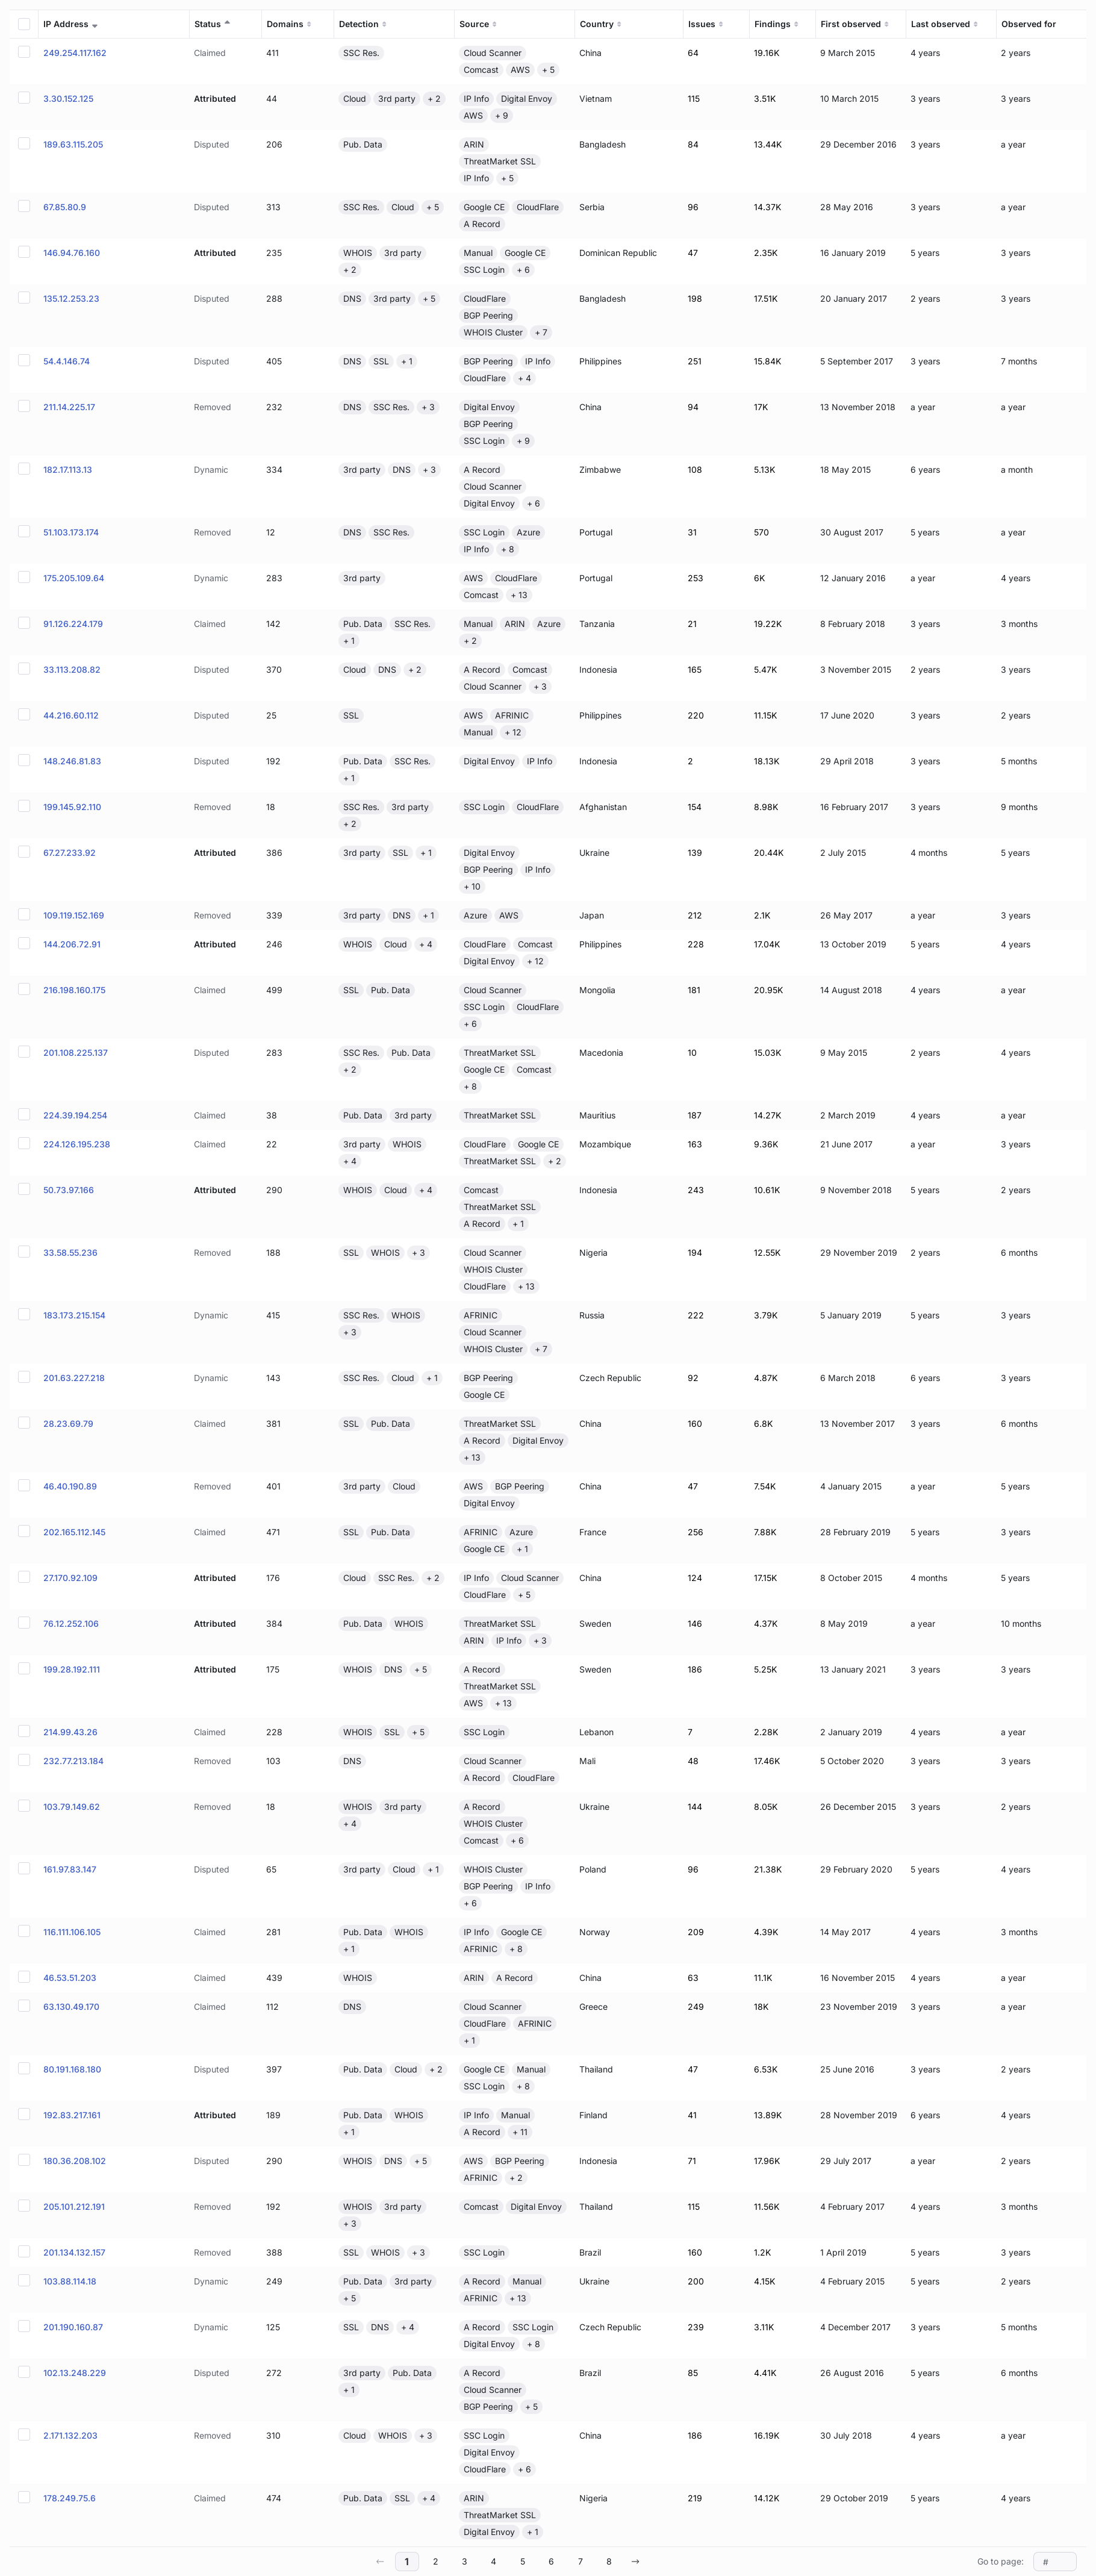 IP Address Status Domains Detection Source Country Issues Findings First observed Last observed Observed for
249.254.117.162 Claimed 411 SSC Res. Cloud Scanner China 64 19.16K 9 March 2015 4 years 2 years
Comcast AWS + 5
3.30.152.125 Attributed 44 Cloud 3rd party + 2 IP Info Digital Envoy Vietnam 115 3.51K 10 March 2015 3 years 3 years
AWS + 9
189.63.115.205 Disputed 206 Pub. Data ARIN Bangladesh 84 13.44K 29 December 2016 3 years a year
ThreatMarket SSL
IP Info + 5
67.85.80.9 Disputed 313 SSC Res. Cloud + 5 Google CE CloudFlare Serbia 96 14.37K 28 May 2016 3 years a year
A Record
146.94.76.160 Attributed 235 WHOIS 3rd party Manual Google CE Dominican Republic 47 2.35K 16 January 2019 5 years 3 years
+ 2 SSC Login + 6
135.12.253.23 Disputed 288 DNS 3rd party + 5 CloudFlare Bangladesh 198 17.51K 20 January 2017 2 years 3 years
BGP Peering
WHOIS Cluster + 7
54.4.146.74 Disputed 405 DNS SSL + 1 BGP Peering IP Info Philippines 251 15.84K 5 September 2017 3 years 7 months
CloudFlare + 4
211.14.225.17 Removed 232 DNS SSC Res. + 3 Digital Envoy China 94 17K 13 November 2018 a year a year
BGP Peering
SSC Login + 9
182.17.113.13 Dynamic 334 3rd party DNS + 3 A Record Zimbabwe 108 5.13K 18 May 2015 6 years a month
Cloud Scanner
Digital Envoy + 6
51.103.173.174 Removed 12 DNS SSC Res. SSC Login Azure Portugal 31 570 30 August 2017 5 years a year
IP Info + 8
175.205.109.64 Dynamic 283 3rd party AWS CloudFlare Portugal 253 6K 12 January 2016 a year 4 years
Comcast + 13
91.126.224.179 Claimed 142 Pub. Data SSC Res. Manual ARIN Azure Tanzania 21 19.22K 8 February 2018 3 years 3 months
+ 1 + 2
33.113.208.82 Disputed 370 Cloud DNS + 2 A Record Comcast Indonesia 165 5.47K 3 November 2015 2 years 3 years
Cloud Scanner + 3
44.216.60.112 Disputed 25 SSL AWS AFRINIC Philippines 220 11.15K 17 June 2020 3 years 2 years
Manual + 12
148.246.81.83 Disputed 192 Pub. Data SSC Res. Digital Envoy IP Info Indonesia 2 18.13K 29 April 2018 3 years 5 months
+ 1
199.145.92.110 Removed 18 SSC Res. 3rd party SSC Login CloudFlare Afghanistan 154 8.98K 16 February 2017 3 years 9 months
+ 2
67.27.233.92 Attributed 386 3rd party SSL + 1 Digital Envoy Ukraine 139 20.44K 2 July 2015 4 months 5 years
BGP Peering IP Info
+ 10
109.119.152.169 Removed 339 3rd party DNS + 1 Azure AWS Japan 212 2.1K 26 May 2017 a year 3 years
144.206.72.91 Attributed 246 WHOIS Cloud + 4 CloudFlare Comcast Philippines 228 17.04K 13 October 2019 5 years 4 years
Digital Envoy + 12
216.198.160.175 Claimed 499 SSL Pub. Data Cloud Scanner Mongolia 181 20.95K 14 August 2018 4 years a year
SSC Login CloudFlare
+ 6
201.108.225.137 Disputed 283 SSC Res. Pub. Data ThreatMarket SSL Macedonia 10 15.03K 9 May 2015 2 years 4 years
+ 2 Google CE Comcast
+ 8
224.39.194.254 Claimed 38 Pub. Data 3rd party ThreatMarket SSL Mauritius 187 14.27K 2 March 2019 4 years a year
224.126.195.238 Claimed 22 3rd party WHOIS CloudFlare Google CE Mozambique 163 9.36K 21 June 2017 a year 3 years
+ 4 ThreatMarket SSL + 2
50.73.97.166 Attributed 290 WHOIS Cloud + 4 Comcast Indonesia 243 10.61K 9 November 2018 5 years 2 years
ThreatMarket SSL
A Record + 1
33.58.55.236 Removed 188 SSL WHOIS + 3 Cloud Scanner Nigeria 194 12.55K 29 November 2019 2 years 6 months
WHOIS Cluster
CloudFlare + 13
183.173.215.154 Dynamic 415 SSC Res. WHOIS AFRINIC Russia 222 3.79K 5 January 2019 5 years 3 years
+ 3 Cloud Scanner
WHOIS Cluster + 7
201.63.227.218 Dynamic 143 SSC Res. Cloud + 1 BGP Peering Czech Republic 92 4.87K 6 March 2018 6 years 3 years
Google CE
28.23.69.79 Claimed 381 SSL Pub. Data ThreatMarket SSL China 160 6.8K 13 November 2017 3 years 6 months
A Record Digital Envoy
+ 13
46.40.190.89 Removed 401 3rd party Cloud AWS BGP Peering China 47 7.54K 4 January 2015 a year 5 years
Digital Envoy
202.165.112.145 Claimed 471 SSL Pub. Data AFRINIC Azure France 256 7.88K 28 February 2019 5 years 3 years
Google CE + 1
27.170.92.109 Attributed 176 Cloud SSC Res. + 2 IP Info Cloud Scanner China 124 17.15K 8 October 2015 4 months 5 years
CloudFlare + 5
76.12.252.106 Attributed 384 Pub. Data WHOIS ThreatMarket SSL Sweden 146 4.37K 8 May 2019 a year 10 months
ARIN IP Info + 3
199.28.192.111 Attributed 175 WHOIS DNS + 5 A Record Sweden 186 5.25K 13 January 2021 3 years 3 years
ThreatMarket SSL
AWS + 13
214.99.43.26 Claimed 228 WHOIS SSL + 5 SSC Login Lebanon 7 2.28K 2 January 2019 4 years a year
232.77.213.184 Removed 103 DNS Cloud Scanner Mali 48 17.46K 5 October 2020 3 years 3 years
A Record CloudFlare
103.79.149.62 Removed 18 WHOIS 3rd party A Record Ukraine 144 8.05K 26 December 2015 3 years 2 years
+ 4 WHOIS Cluster
Comcast + 6
161.97.83.147 Disputed 65 3rd party Cloud + 1 WHOIS Cluster Poland 96 21.38K 29 February 2020 5 years 4 years
BGP Peering IP Info
+ 6
116.111.106.105 Claimed 281 Pub. Data WHOIS IP Info Google CE Norway 209 4.39K 14 May 2017 4 years 3 months
+ 1 AFRINIC + 8
46.53.51.203 Claimed 439 WHOIS ARIN A Record China 63 11.1K 16 November 2015 4 years a year
63.130.49.170 Claimed 112 DNS Cloud Scanner Greece 249 18K 23 November 2019 3 years a year
CloudFlare AFRINIC
+ 1
80.191.168.180 Disputed 397 Pub. Data Cloud + 2 Google CE Manual Thailand 47 6.53K 25 June 2016 3 years 2 years
SSC Login + 8
192.83.217.161 Attributed 189 Pub. Data WHOIS IP Info Manual Finland 41 13.89K 28 November 2019 6 years 4 years
+ 1 A Record + 11
180.36.208.102 Disputed 290 WHOIS DNS + 5 AWS BGP Peering Indonesia 71 17.96K 29 July 2017 a year 2 years
AFRINIC + 2
205.101.212.191 Removed 192 WHOIS 3rd party Comcast Digital Envoy Thailand 115 11.56K 4 February 2017 4 years 3 months
+ 3
201.134.132.157 Removed 388 SSL WHOIS + 3 SSC Login Brazil 160 1.2K 1 April 2019 5 years 3 years
103.88.114.18 Dynamic 249 Pub. Data 3rd party A Record Manual Ukraine 200 4.15K 4 February 2015 5 years 2 years
+ 5 AFRINIC + 13
201.190.160.87 Dynamic 125 SSL DNS + 4 A Record SSC Login Czech Republic 239 3.11K 4 December 2017 3 years 5 months
Digital Envoy + 8
102.13.248.229 Disputed 272 3rd party Pub. Data A Record Brazil 85 4.41K 26 August 2016 5 years 6 months
+ 1 Cloud Scanner
BGP Peering + 5
2.171.132.203 Removed 310 Cloud WHOIS + 3 SSC Login China 186 16.19K 30 July 2018 4 years a year
Digital Envoy
CloudFlare + 6
178.249.75.6 Claimed 474 Pub. Data SSL + 4 ARIN Nigeria 219 14.12K 29 October 2019 5 years 4 years
ThreatMarket SSL
Digital Envoy + 1
← 1 2 3 4 5 6 7 8 → Go to page: #